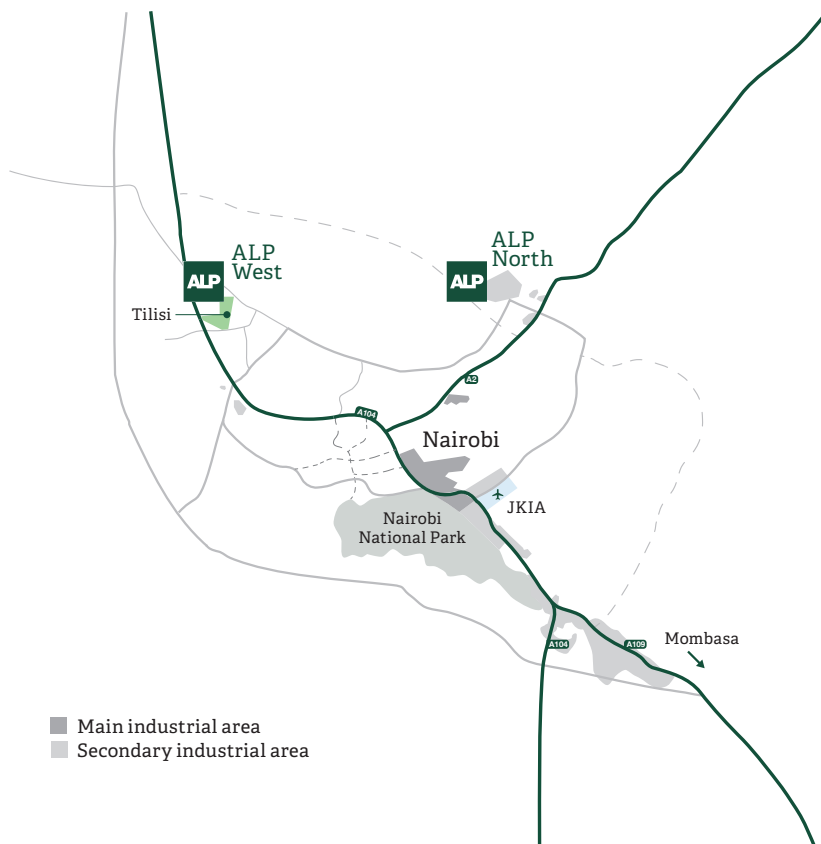 ALP
West
ALP
ALP
North
ALP
Tilisi
A2
A104
Nairobi
JKIA
Nairobi
National Park
Mombasa
A104
A109
Main industrial area
Secondary industrial area